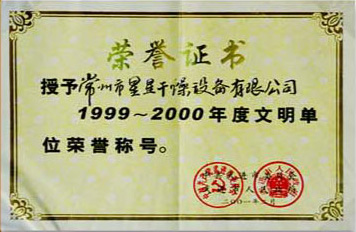 荣誉证书
授予常州市星星干燥设备有限公司
1999～2000年度文明单
位荣誉称号。